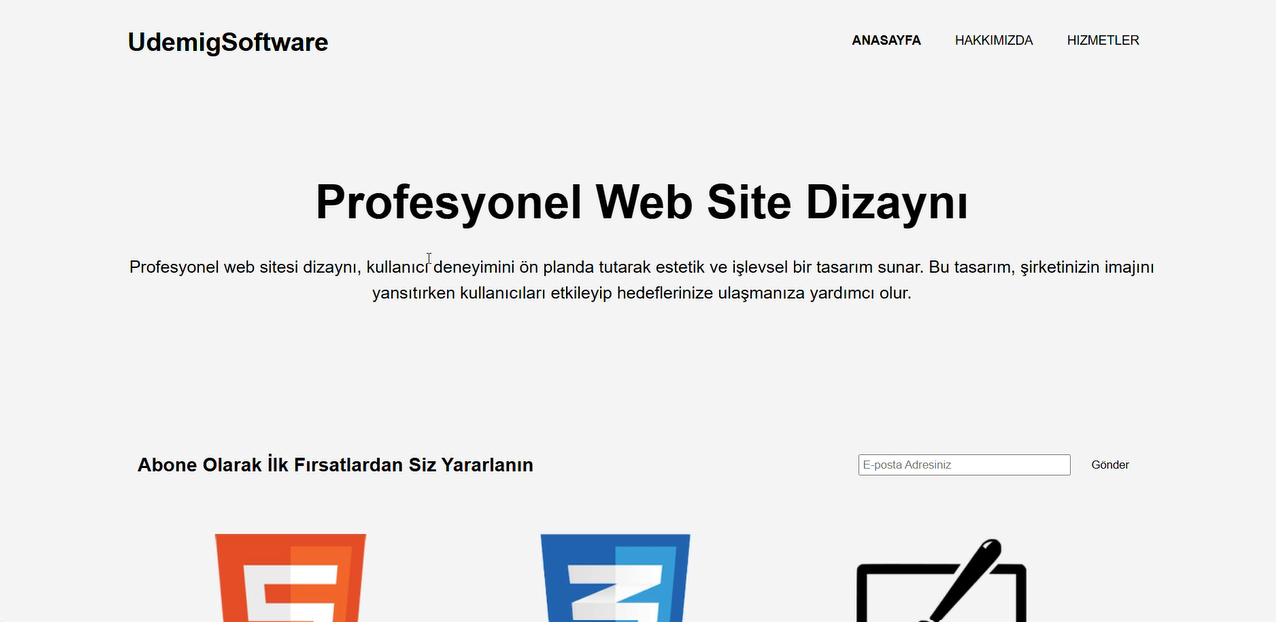 UdemigSoftware
ANASAYFA HAKKIMIZDA HIZMETLER
Profesyonel Web Site Dizaynı
Profesyonel web sitesi dizaynı, kullanıcı deneyimini ön planda tutarak estetik ve işlevsel bir tasarım sunar. Bu tasarım, şirketinizin imajını
yansıtırken kullanıcıları etkileyip hedeflerinize ulaşmanıza yardımcı olur.
Abone Olarak İlk Fırsatlardan Siz Yararlanın
E-posta Adresiniz Gönder